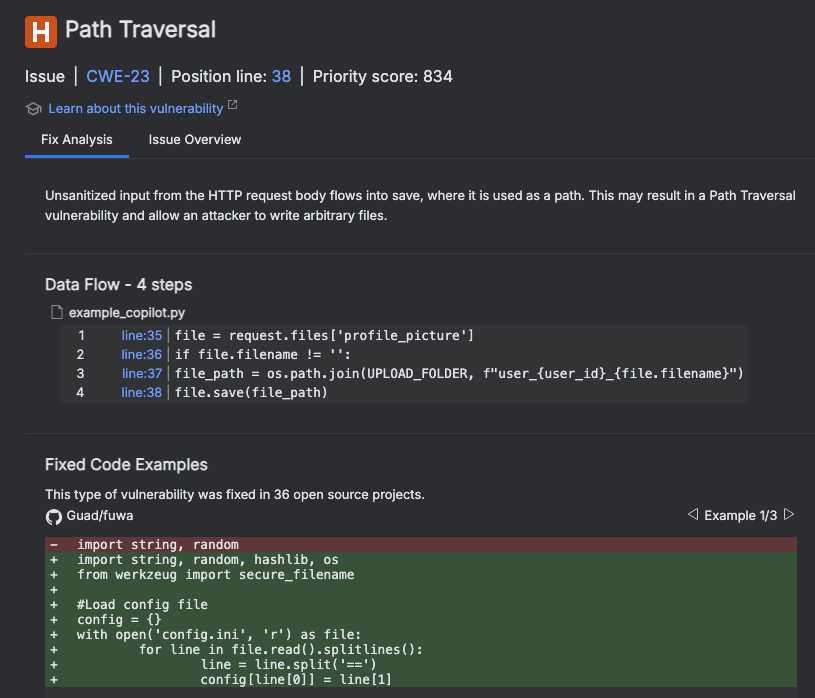 H Path Traversal
Issue | CWE-23 | Position line: 38 | Priority score: 834
Learn about this vulnerability
Fix Analysis Issue Overview
Unsanitized input from the HTTP request body flows into save, where it is used as a path. This may result in a Path Traversal
vulnerability and allow an attacker to write arbitrary files.
Data Flow - 4 steps
example_copilot.py
1 line:35 | file = request.files['profile_picture']
2 line:36 | if file.filename != '':
3 line:37 | file_path = os.path.join(UPLOAD_FOLDER, f"user_{user_id}_{file.filename}")
4 line:38 | file.save(file_path)
Fixed Code Examples
This type of vulnerability was fixed in 36 open source projects.
Guad/fuwa Example 1/3
- import string, random
+ import string, random, hashlib, os
+ from werkzeug import secure_filename
+
+ #Load config file
+ config = {}
+ with open('config.ini', 'r') as file:
+ for line in file.read().splitlines():
+ line = line.split('==')
+ config[line[0]] = line[1]